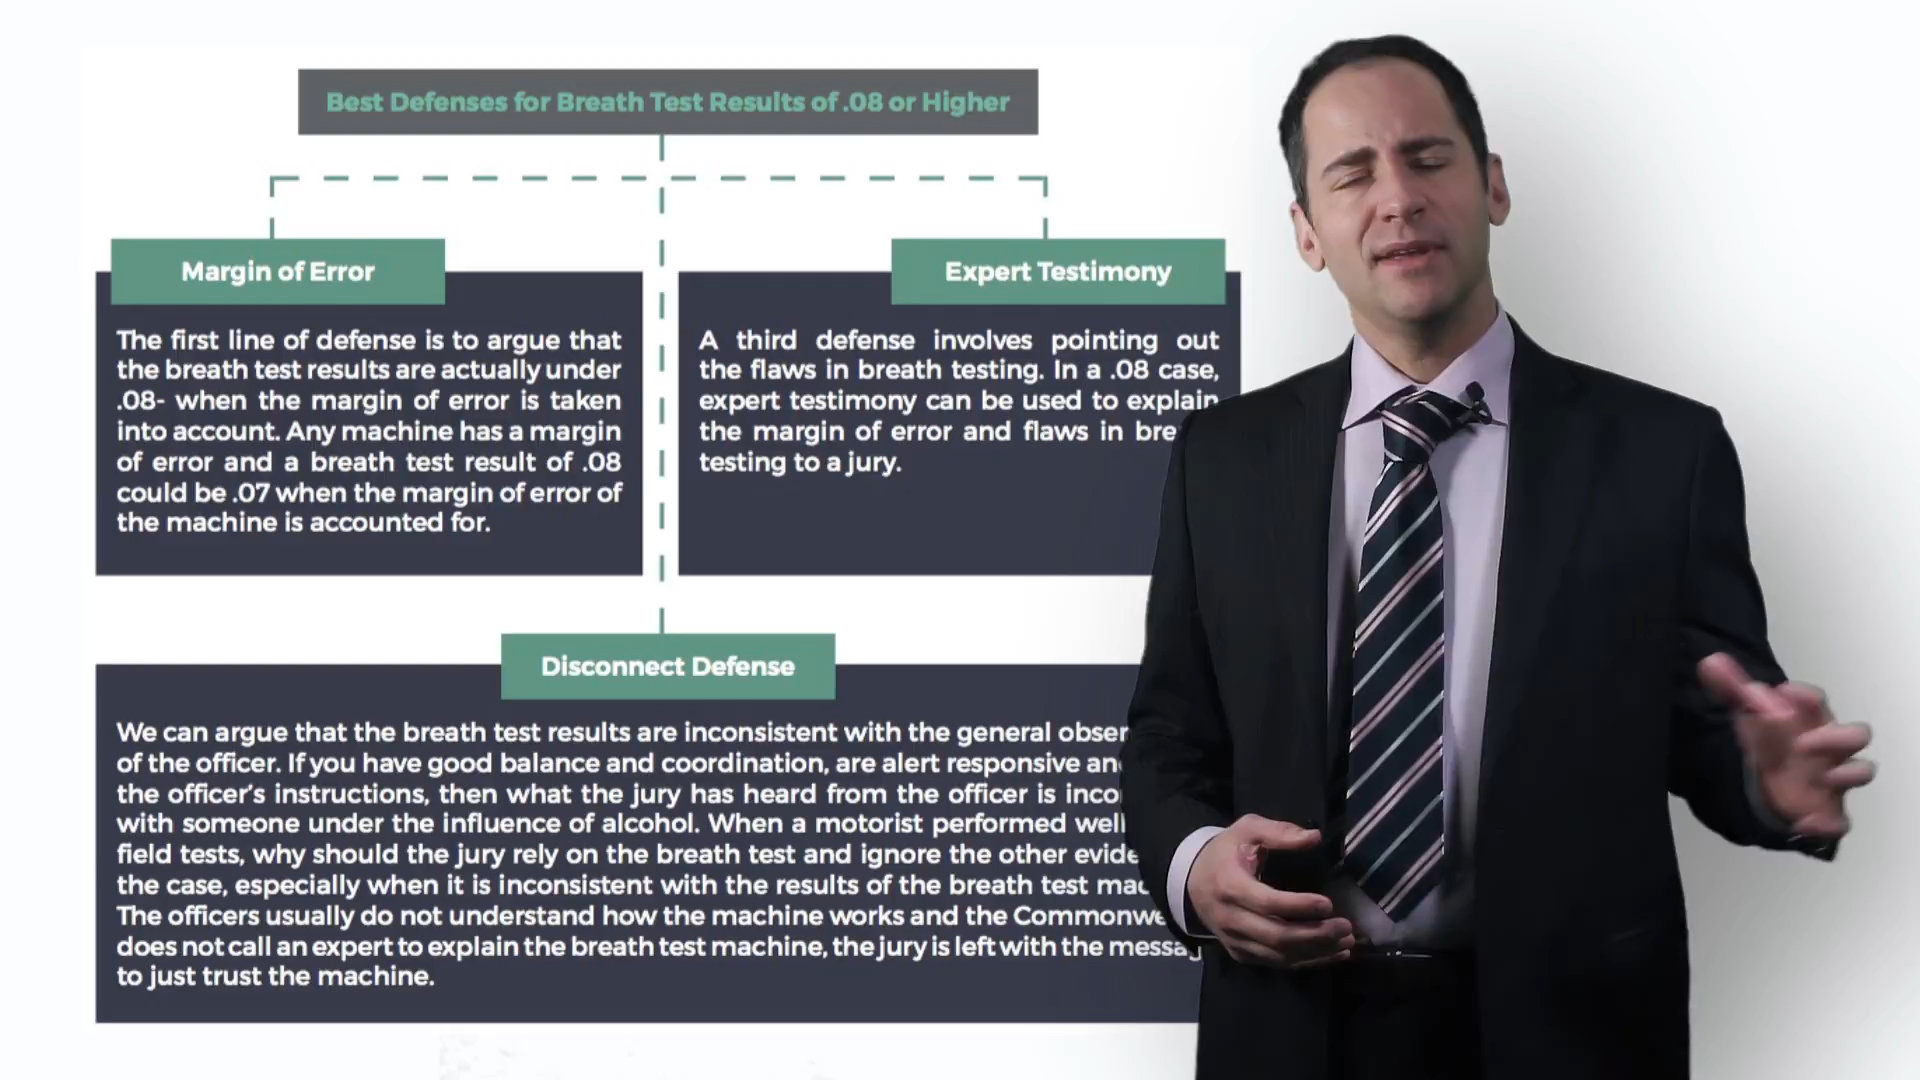 Best Defenses for Breath Test Results of .08 or Higher
Margin of Error
The first line of defense is to argue that
the breath test results are actually under
.08- when the margin of error is taken
into account. Any machine has a margin
of error and a breath test result of .08
could be .07 when the margin of error of
the machine is accounted for.
Expert Testimony
A third defense involves pointing out
the flaws in breath testing. In a .08 case,
expert testimony can be used to explain
the margin of error and flaws in
testing to a jury.
Disconnect Defense
We can argue that the breath test results are inconsistent with the general
of the officer. If you have good balance and coordination, are alert responsive
the officer's instructions, then what the jury has heard from the officer is
with someone under the influence of alcohol. When a motorist performed well
field tests, why should the jury rely on the breath test and ignore the other
the case, especially when it is inconsistent with the results of the breath test
The officers usually do not understand how the machine works and the
does not call an expert to explain the breath test machine, the jury is left with the
to just trust the machine.